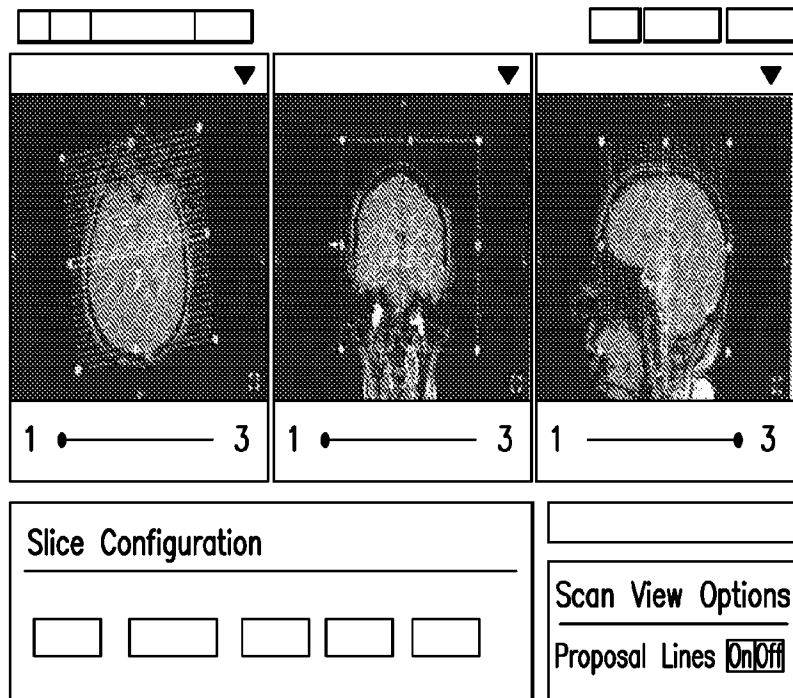 1 3 1 3 1 3
Slice Configuration
Scan View Options
Proposal Lines On Off